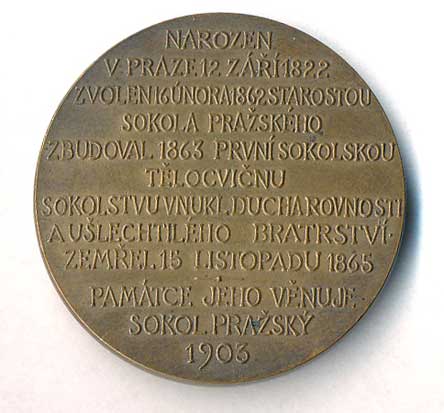 NAROZEN
V PRAZE 12. ZÁŘÍ 1822
ZVOLEN 16 ÚNORA 1862 STAROSTOU
SOKOLA PRAŽSKÉHO
ZBUDOVAL 1863 PRVNÍ SOKOLSKOU
TĚLOCVIČNU
SOKOLSTVU VNUKL DUCHA ROVNOSTI
A UŠLECHTILÉHO BRATRSTVÍ.
ZEMŘEL 15 LISTOPADU 1865
PAMÁTCE JEHO VĚNUJE
SOKOL PRAŽSKÝ
1903